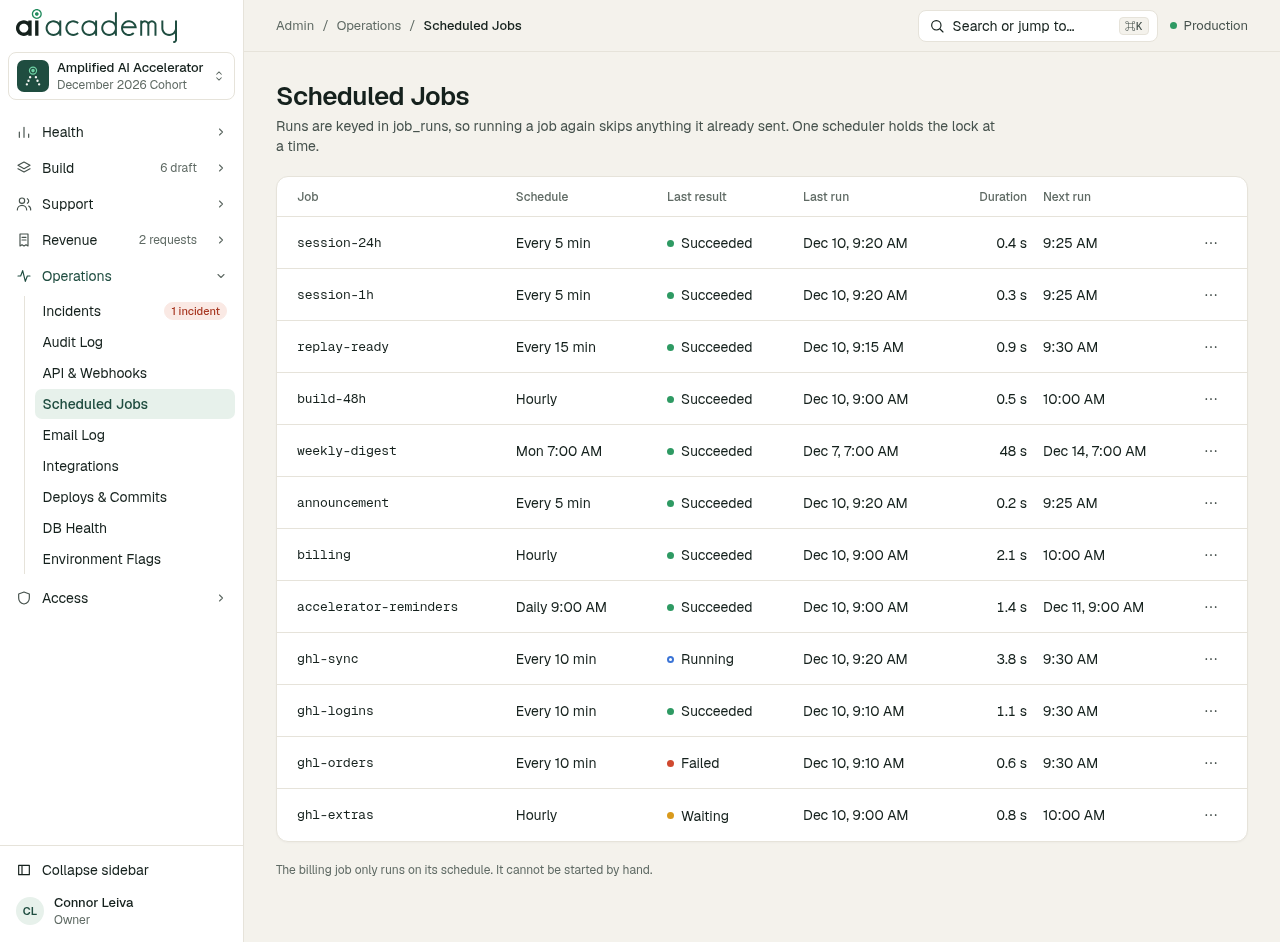 ai academy
Amplified AI Accelerator
December 2026 Cohort
Health
Build 6 draft
Support
Revenue 2 requests
Operations
Incidents 1 incident
Audit Log
API & Webhooks
Scheduled Jobs
Email Log
Integrations
Deploys & Commits
DB Health
Environment Flags
Access
Collapse sidebar
CL Connor Leiva
Owner
Admin / Operations / Scheduled Jobs
Search or jump to… ⌘K Production
Scheduled Jobs
Runs are keyed in job_runs, so running a job again skips anything it already sent. One scheduler holds the lock at
a time.
Job Schedule Last result Last run Duration Next run
session-24h Every 5 min Succeeded Dec 10, 9:20 AM 0.4 s 9:25 AM ···
session-1h Every 5 min Succeeded Dec 10, 9:20 AM 0.3 s 9:25 AM ···
replay-ready Every 15 min Succeeded Dec 10, 9:15 AM 0.9 s 9:30 AM ···
build-48h Hourly Succeeded Dec 10, 9:00 AM 0.5 s 10:00 AM ···
weekly-digest Mon 7:00 AM Succeeded Dec 7, 7:00 AM 48 s Dec 14, 7:00 AM ···
announcement Every 5 min Succeeded Dec 10, 9:20 AM 0.2 s 9:25 AM ···
billing Hourly Succeeded Dec 10, 9:00 AM 2.1 s 10:00 AM ···
accelerator-reminders Daily 9:00 AM Succeeded Dec 10, 9:00 AM 1.4 s Dec 11, 9:00 AM ···
ghl-sync Every 10 min Running Dec 10, 9:20 AM 3.8 s 9:30 AM ···
ghl-logins Every 10 min Succeeded Dec 10, 9:10 AM 1.1 s 9:30 AM ···
ghl-orders Every 10 min Failed Dec 10, 9:10 AM 0.6 s 9:30 AM ···
ghl-extras Hourly Waiting Dec 10, 9:00 AM 0.8 s 10:00 AM ···
The billing job only runs on its schedule. It cannot be started by hand.